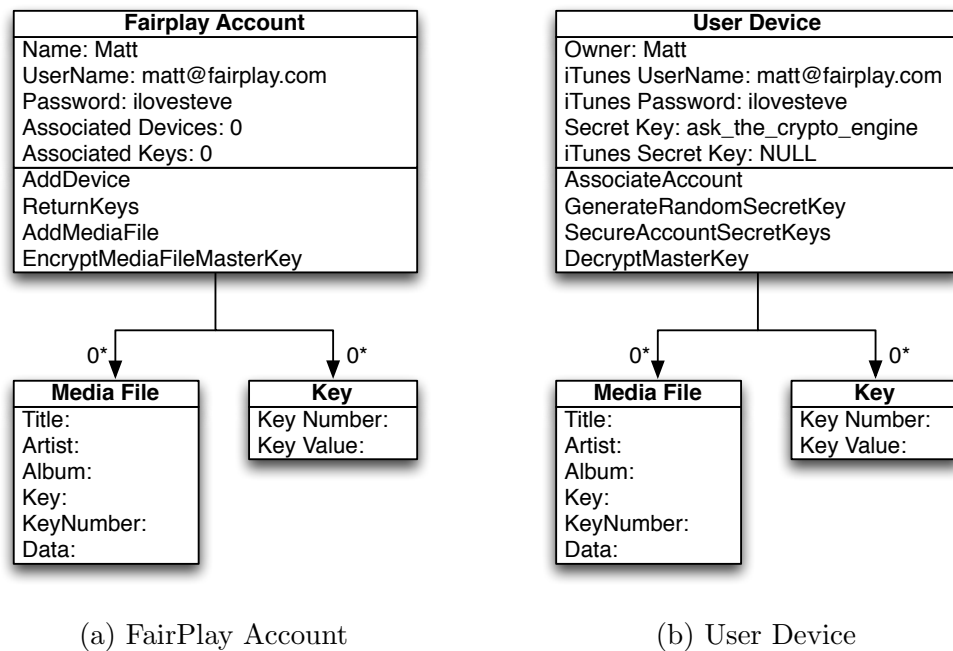 Fairplay Account
Name: Matt
UserName: matt@fairplay.com
Password: ilovesteve
Associated Devices: 0
Associated Keys: 0
AddDevice
ReturnKeys
AddMediaFile
EncryptMediaFileMasterKey
0*
0*
Media File
Title:
Artist:
Album:
Key:
KeyNumber:
Data:
Key
Key Number:
Key Value:
(a) FairPlay Account
User Device
Owner: Matt
iTunes UserName: matt@fairplay.com
iTunes Password: ilovesteve
Secret Key: ask_the_crypto_engine
iTunes Secret Key: NULL
AssociateAccount
GenerateRandomSecretKey
SecureAccountSecretKeys
DecryptMasterKey
0*
0*
Media File
Title:
Artist:
Album:
Key:
KeyNumber:
Data:
Key
Key Number:
Key Value:
(b) User Device